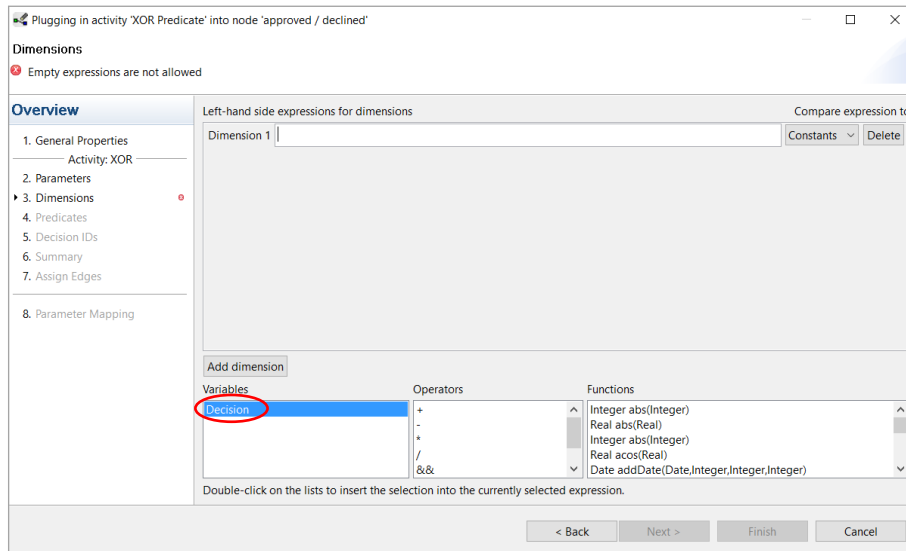 Plugging in activity 'XOR Predicate' into node 'approved / declined'
Dimensions
Empty expressions are not allowed
Overview
1. General Properties
Activity: XOR
2. Parameters
3. Dimensions
4. Predicates
5. Decision IDs
6. Summary
7. Assign Edges
8. Parameter Mapping
Left-hand side expressions for dimensions Compare expression to
Dimension 1 Constants Delete
Add dimension
Variables Operators Functions
Decision
+
-
*
/
&&
Integer abs(Integer)
Real abs(Real)
Integer abs(Integer)
Real acos(Real)
Date addDate(Date,Integer,Integer,Integer)
Double-click on the lists to insert the selection into the currently selected expression.
< Back Next > Finish Cancel